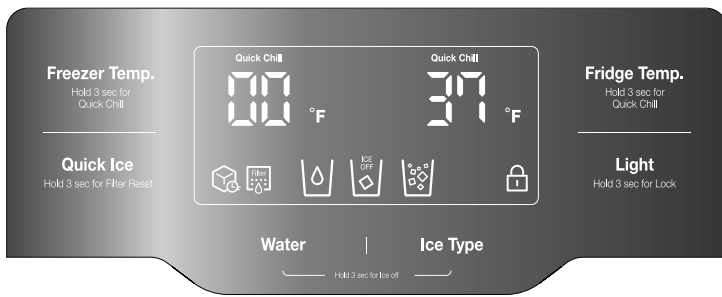 Freezer Temp.
Hold 3 sec for
Quick Chill
Quick Ice
Hold 3 sec for Filter Reset
Quick Chill
00 °F
Quick Chill
37 °F
Filter
ICE
OFF
Water | Ice Type
Hold 3 sec for Ice off
Fridge Temp.
Hold 3 sec for
Quick Chill
Light
Hold 3 sec for Lock